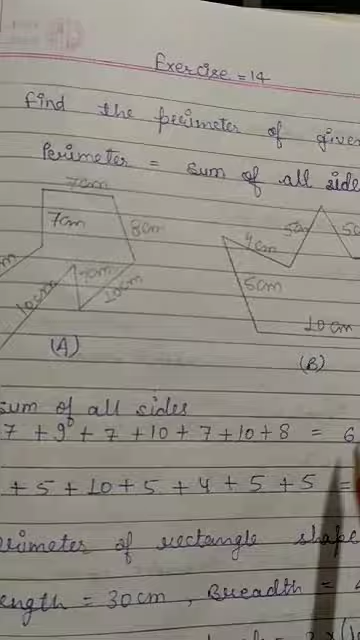 Exercise = 14
Find the perimeter of given
Perimeter = sum of all side
7cm
7cm
8cm
7cm
10cm
10cm
m
(A)
5cm
5c
4cm
5cm
10cm
(B)
sum of all sides
7 + 9 + 7 + 10 + 7 + 10 + 8 = 6
+ 5 + 10 + 5 + 4 + 5 + 5 =
erimeter of rectangle shape
ength = 30cm , Breadth =